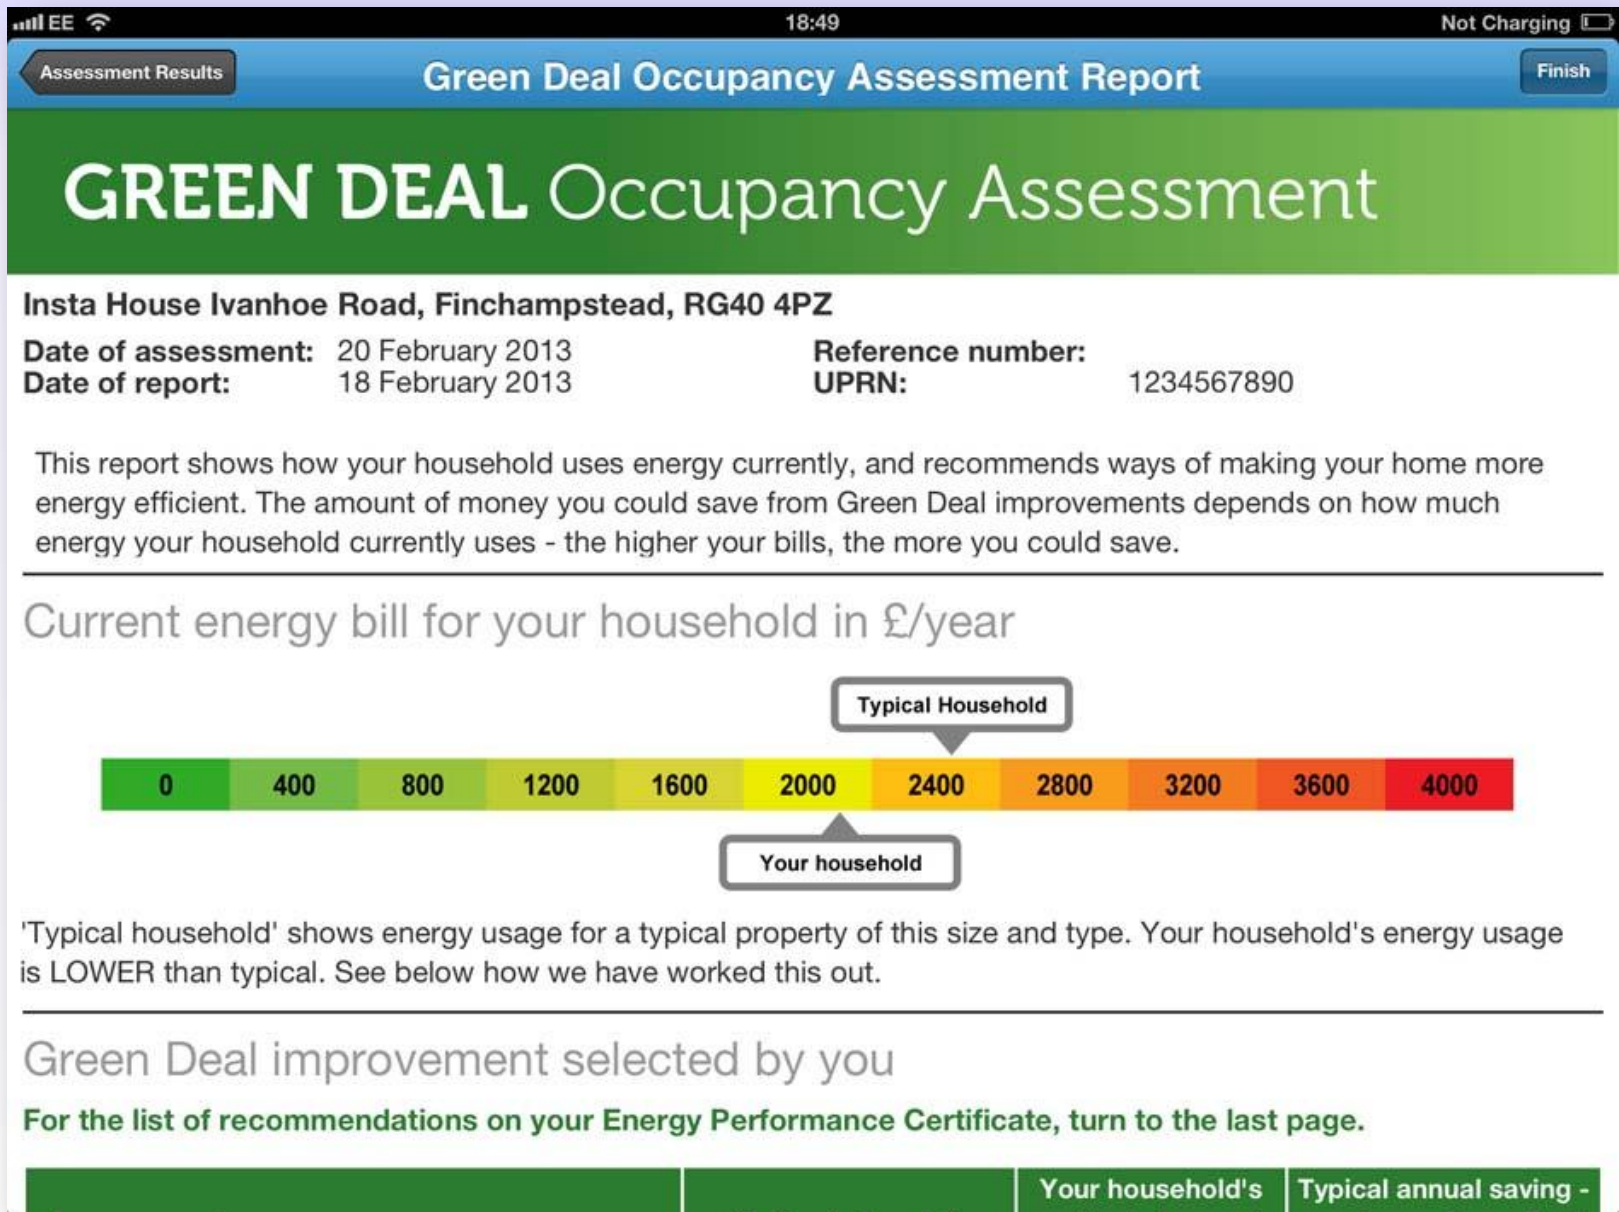 EE 18:49 Not Charging
Assessment Results Green Deal Occupancy Assessment Report Finish
GREEN DEAL Occupancy Assessment
Insta House Ivanhoe Road, Finchampstead, RG40 4PZ
Date of assessment: 20 February 2013 Reference number:
Date of report: 18 February 2013 UPRN: 1234567890
This report shows how your household uses energy currently, and recommends ways of making your home more
energy efficient. The amount of money you could save from Green Deal improvements depends on how much
energy your household currently uses - the higher your bills, the more you could save.
Current energy bill for your household in £/year
Typical Household
0 400 800 1200 1600 2000 2400 2800 3200 3600 4000
Your household
'Typical household' shows energy usage for a typical property of this size and type. Your household's energy usage
is LOWER than typical. See below how we have worked this out.
Green Deal improvement selected by you
For the list of recommendations on your Energy Performance Certificate, turn to the last page.
Your household's Typical annual saving -